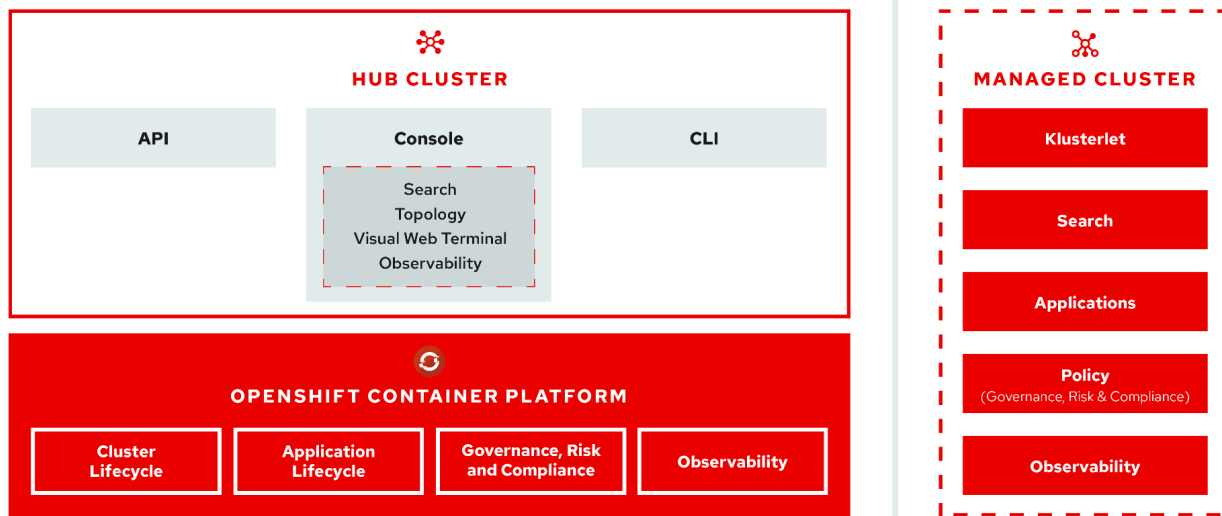 HUB CLUSTER
API
Console
CLI
Search
Topology
Visual Web Terminal
Observability
OPENSHIFT CONTAINER PLATFORM
Cluster
Lifecycle
Application
Lifecycle
Governance, Risk
and Compliance
Observability
MANAGED CLUSTER
Klusterlet
Search
Applications
Policy
(Governance, Risk & Compliance)
Observability